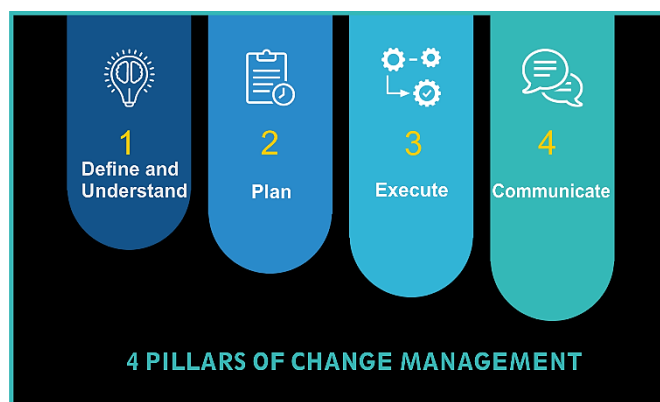 1
Define and
Understand
2
Plan
3
Execute
4
Communicate
4 PILLARS OF CHANGE MANAGEMENT